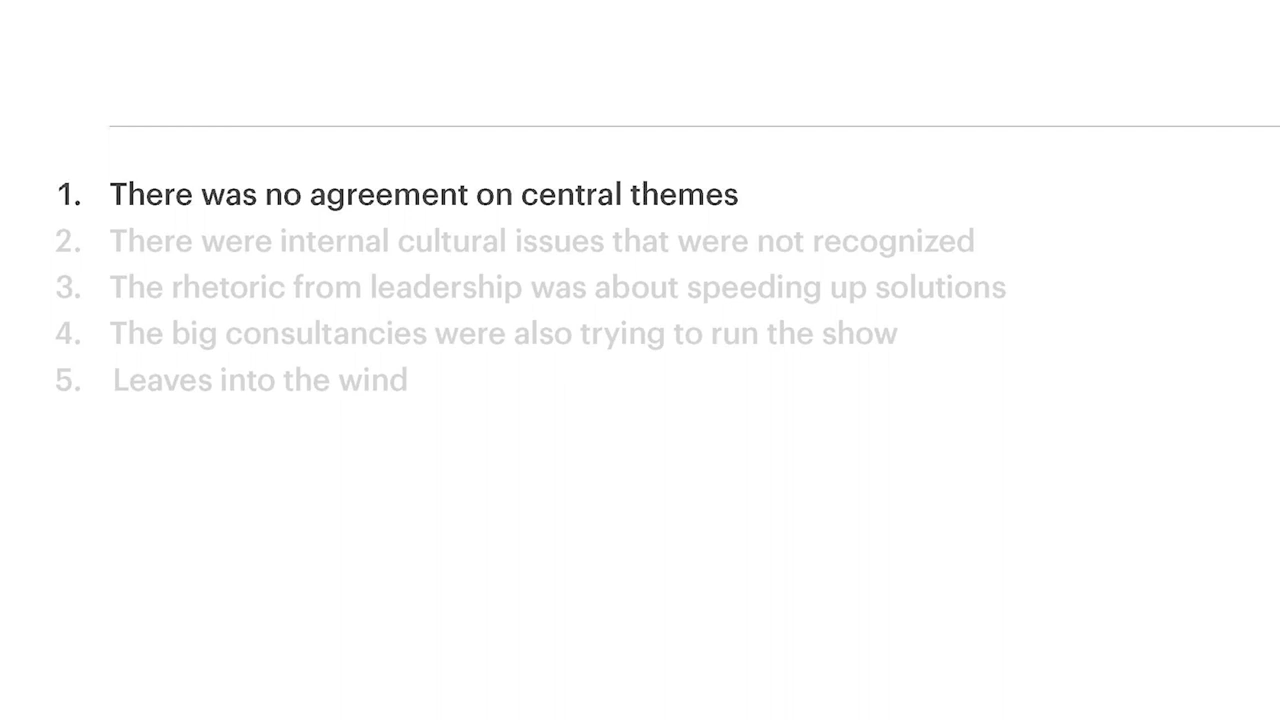 1. There was no agreement on central themes
2. There were internal cultural issues that were not recognized
3. The rhetoric from leadership was about speeding up solutions
4. The big consultancies were also trying to run the show
5. Leaves into the wind